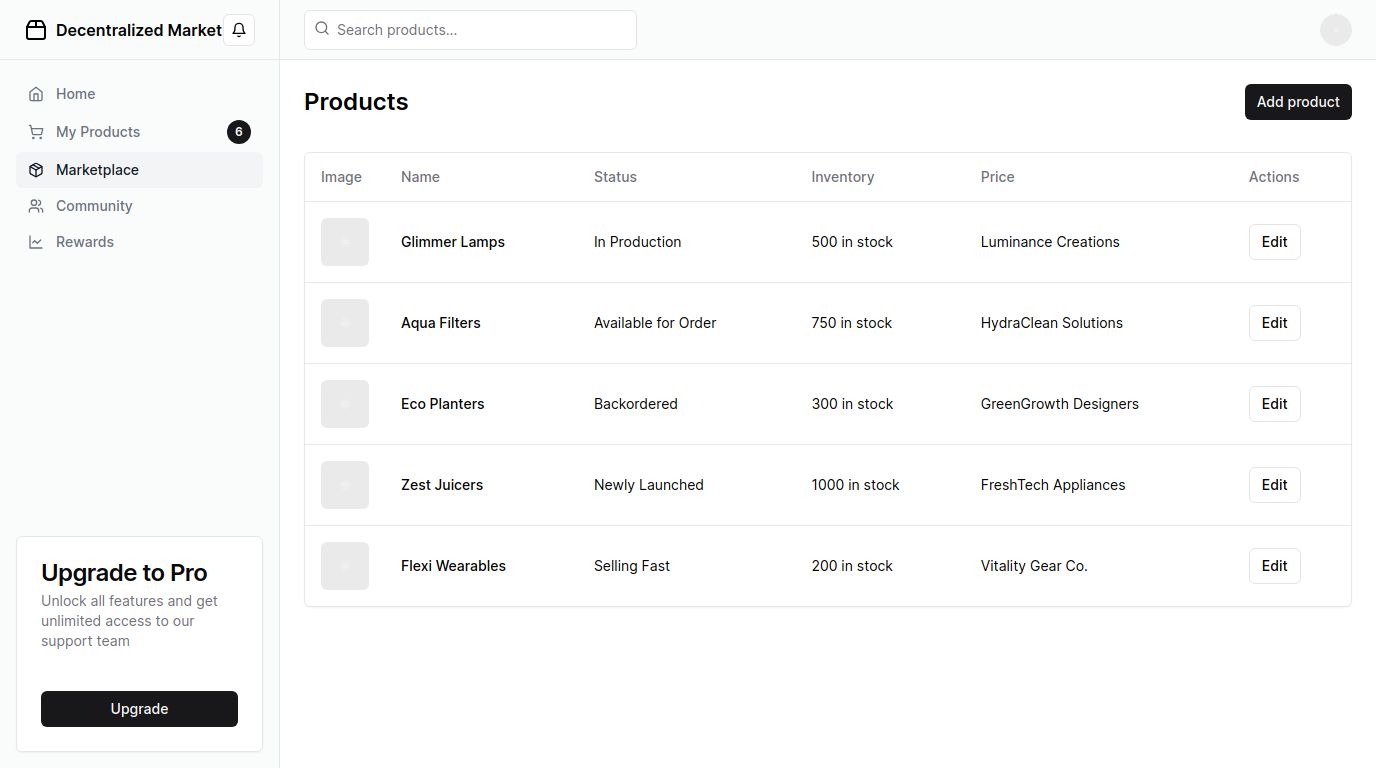 Decentralized Market
Search products...
Home
My Products 6
Marketplace
Community
Rewards
Upgrade to Pro
Unlock all features and get
unlimited access to our
support team
Upgrade
Products
Add product
Image Name Status Inventory Price Actions
Glimmer Lamps In Production 500 in stock Luminance Creations Edit
Aqua Filters Available for Order 750 in stock HydraClean Solutions Edit
Eco Planters Backordered 300 in stock GreenGrowth Designers Edit
Zest Juicers Newly Launched 1000 in stock FreshTech Appliances Edit
Flexi Wearables Selling Fast 200 in stock Vitality Gear Co. Edit